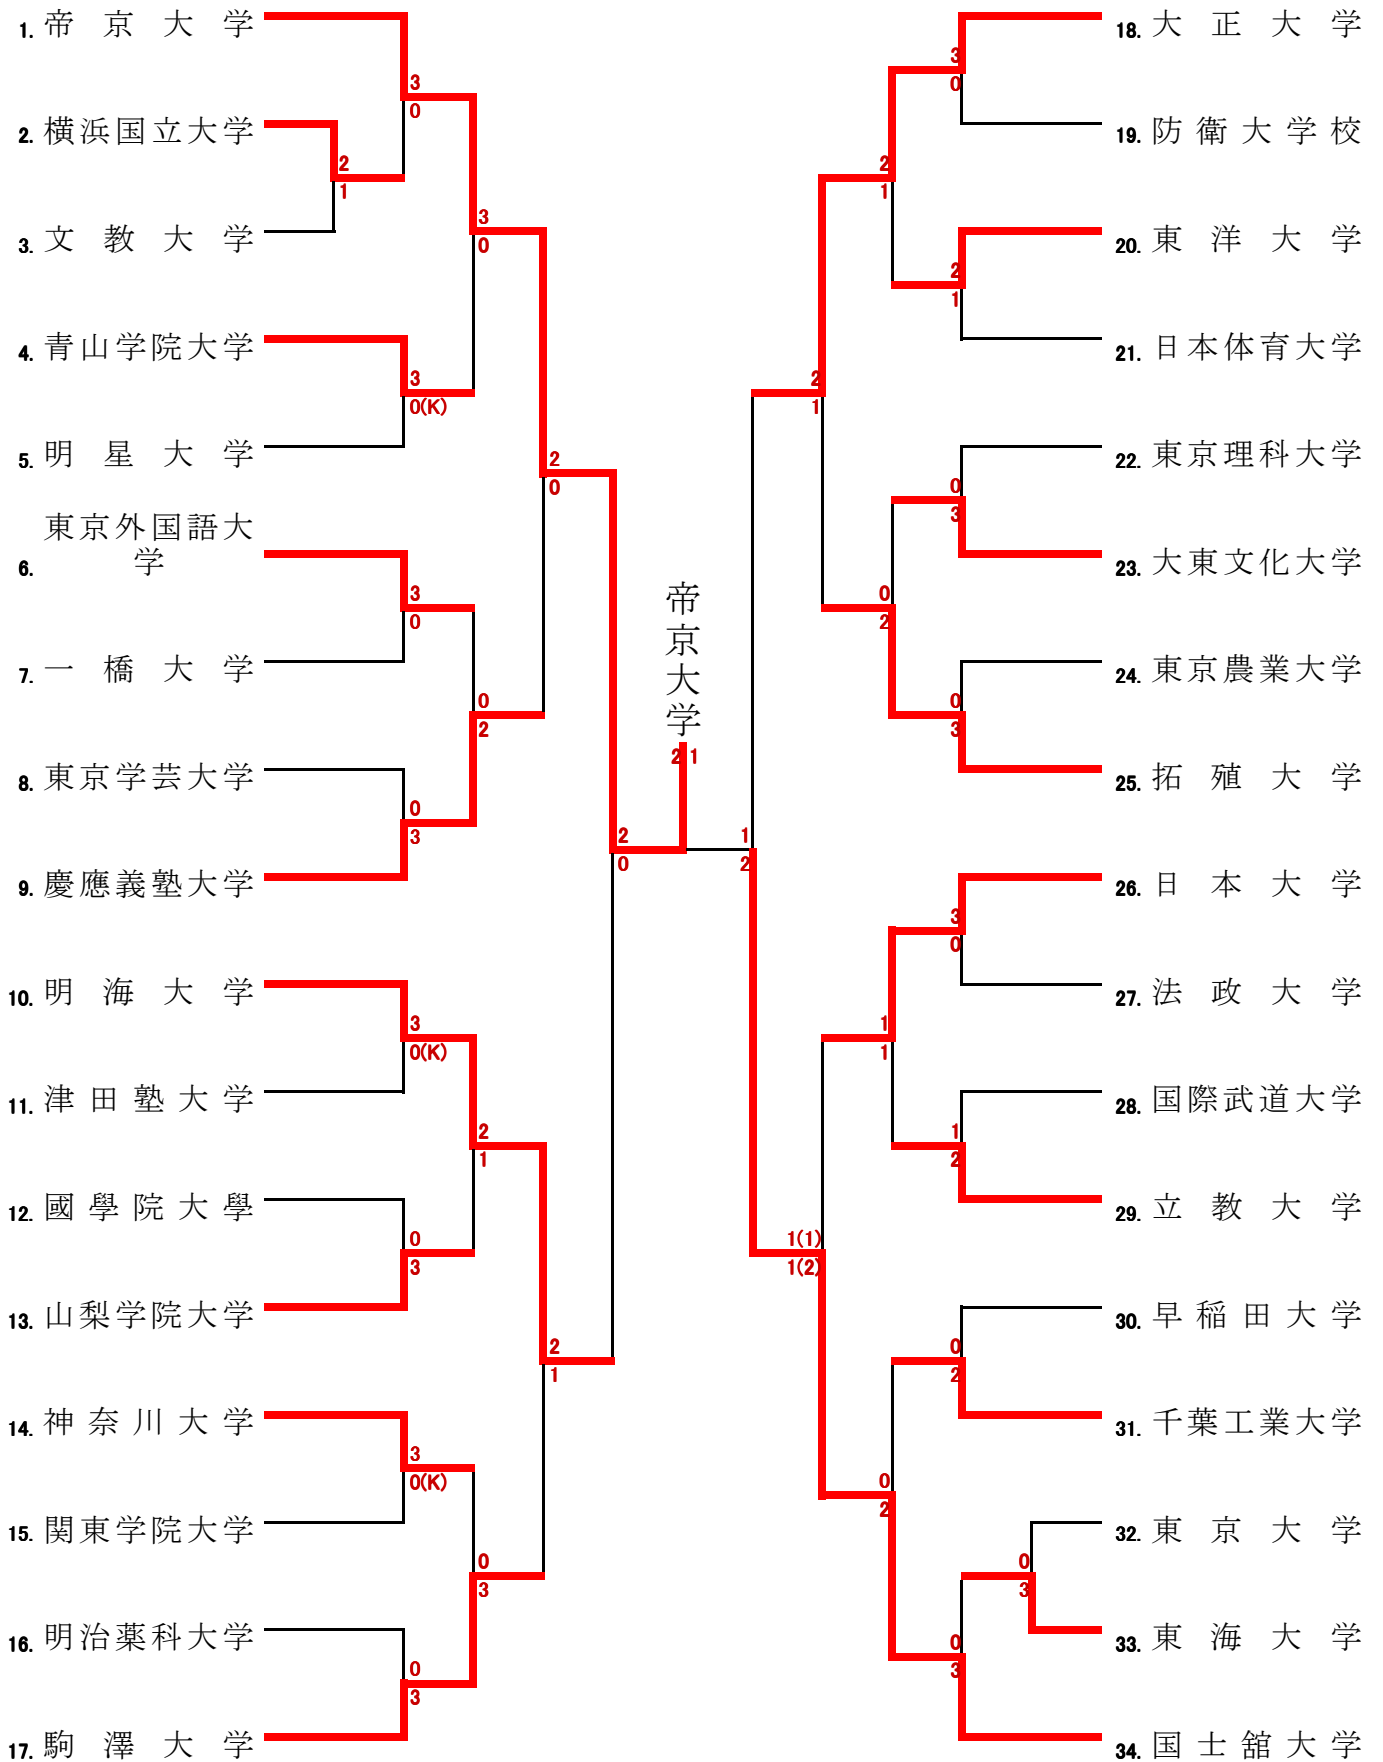 1. 帝京大学
3
0
2. 横浜国立大学
2
1
3. 文教大学
3
0
4. 青山学院大学
3
0(K)
5. 明星大学
2
0
6. 東京外国語大
学
3
0
7. 一橋大学
0
2
8. 東京学芸大学
0
3
9. 慶應義塾大学
2
0
10. 明海大学
3
0(K)
11. 津田塾大学
2
1
12. 國學院大學
0
3
13. 山梨学院大学
2
1
14. 神奈川大学
3
0(K)
15. 関東学院大学
0
3
16. 明治薬科大学
0
3
17. 駒澤大学
帝京大学
2 1
18. 大正大学
3
0
19. 防衛大学校
2
1
20. 東洋大学
2
1
21. 日本体育大学
2
1
22. 東京理科大学
0
3
23. 大東文化大学
0
2
24. 東京農業大学
0
3
25. 拓殖大学
1
2
26. 日本大学
3
0
27. 法政大学
1
1
28. 国際武道大学
1
2
29. 立教大学
1(1)
1(2)
30. 早稲田大学
0
2
31. 千葉工業大学
0
2
32. 東京大学
0
3
33. 東海大学
0
3
34. 国士舘大学